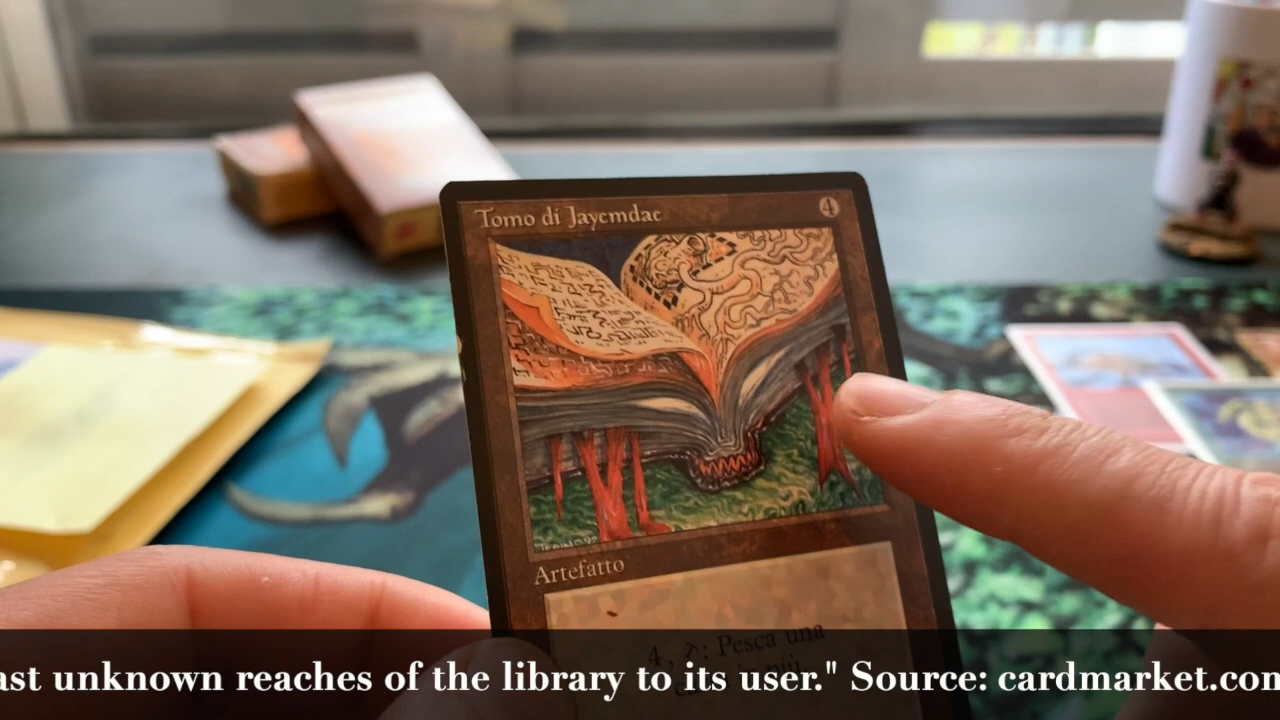 Tomo di Jayemdae
4
Artefatto
4, T: Pesca una
ast unknown reaches of the library to its user." Source: cardmarket.com